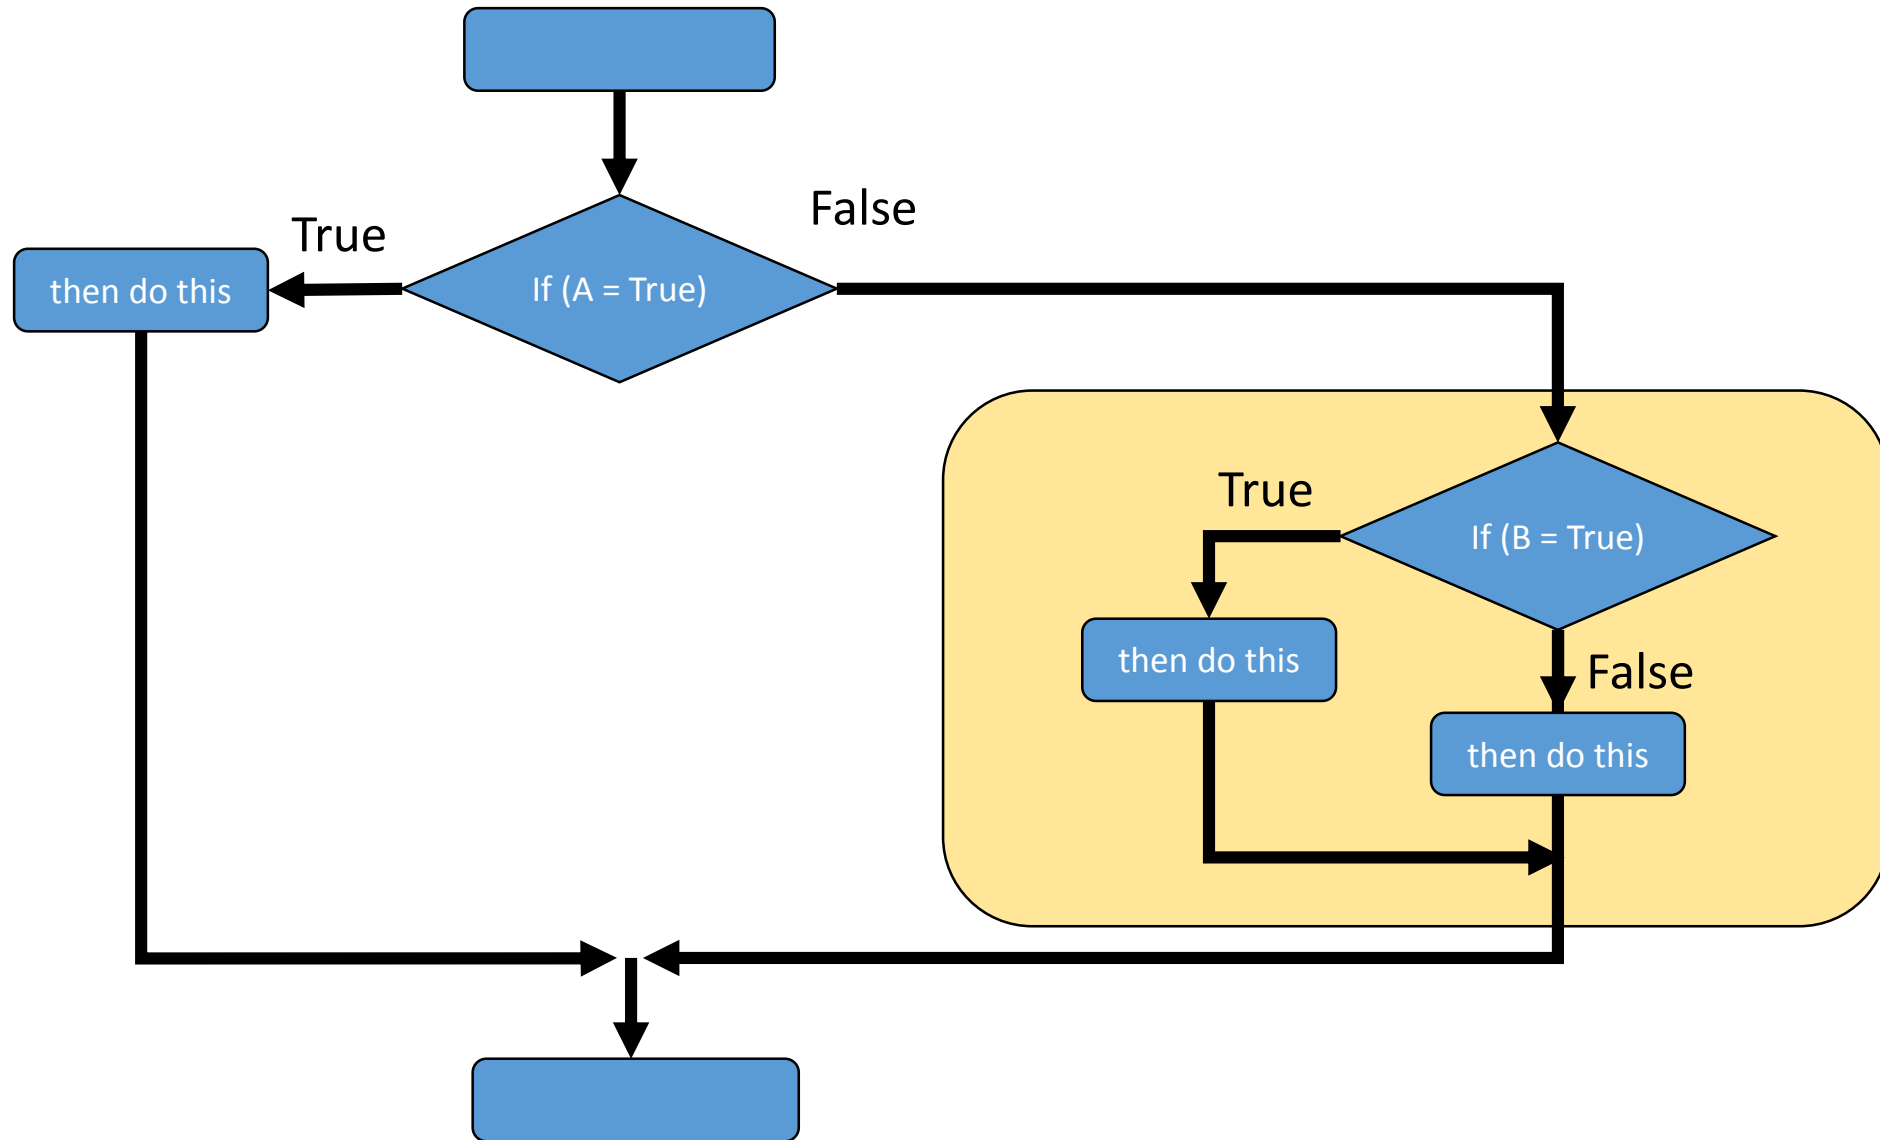 False
True
then do this
If (A = True)
True
If (B = True)
then do this
False
then do this